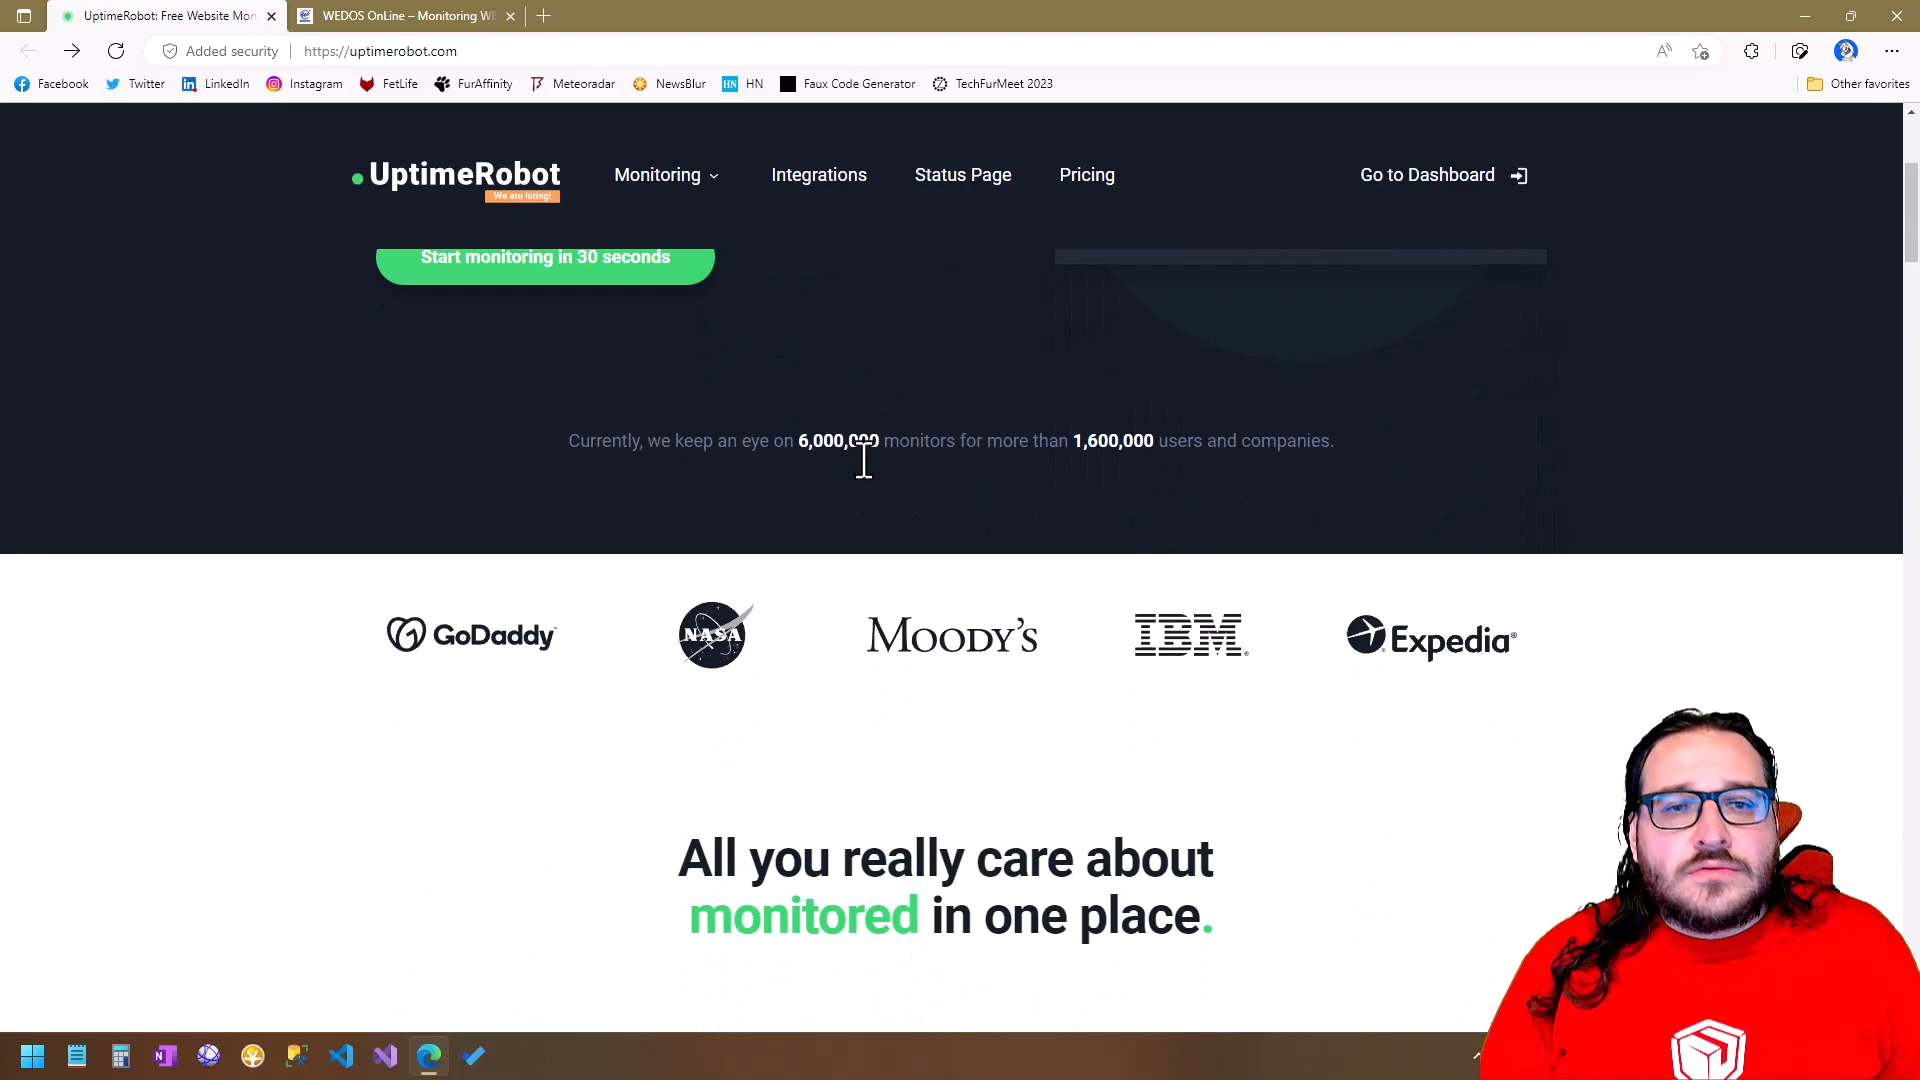 UptimeRobot: Free Website Mon
WEDOS OnLine – Monitoring WE
Added security
https://uptimerobot.com
Facebook
Twitter
LinkedIn
Instagram
FetLife
FurAffinity
Meteoradar
NewsBlur
HN HN
Faux Code Generator
TechFurMeet 2023
Other favorites
UptimeRobot
We are hiring!
Monitoring
Integrations
Status Page
Pricing
Go to Dashboard
Start monitoring in 30 seconds
Currently, we keep an eye on 6,000,000 monitors for more than 1,600,000 users and companies.
GoDaddy
NASA
MOODY'S
IBM
Expedia
All you really care about
monitored in one place.